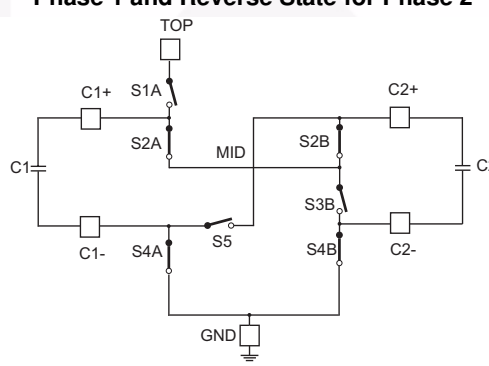 Phase 1 and Reverse State for Phase 2
TOP
C1+
S1A
C2+
S2A
MID
S2B
C1
S3B
S5
C1-
S4A
S4B
C2-
GND